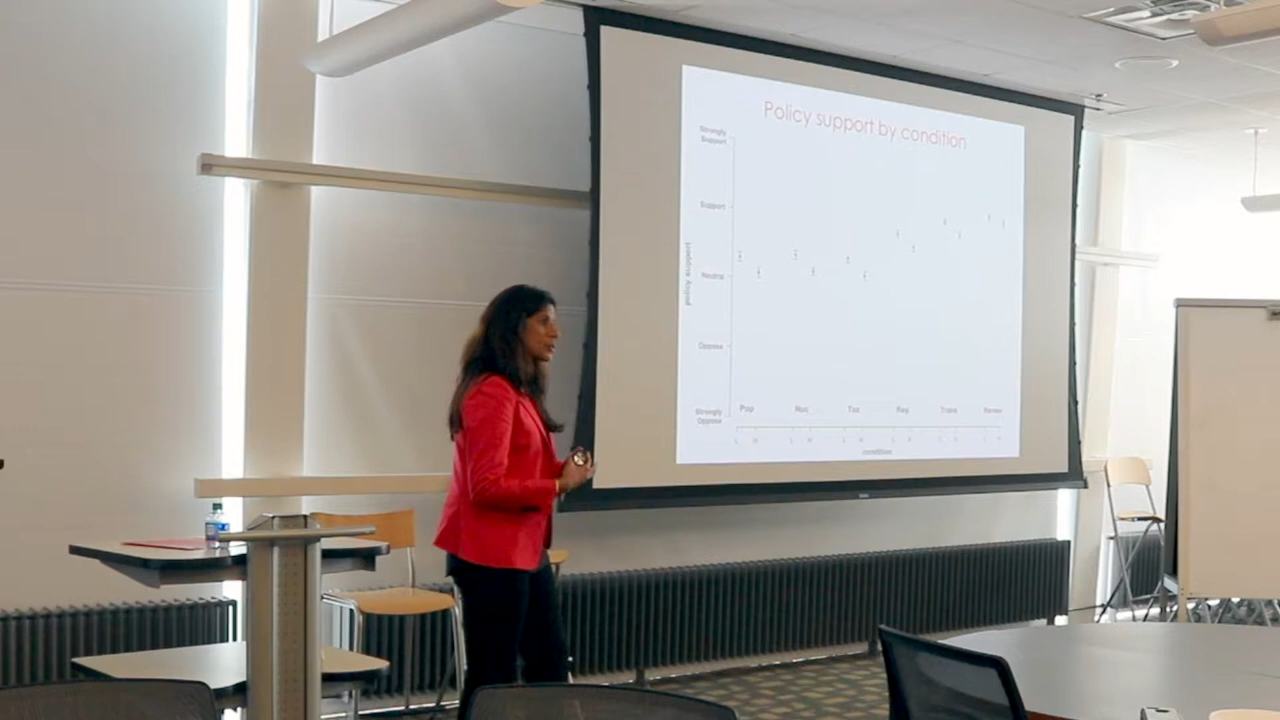 Policy support by condition
Strongly
Support
Support
policy support
Neutral
Oppose
Strongly
Oppose
Pop Nuc Tax Reg Trans Renew
L H L H L H L H L H L H
condition